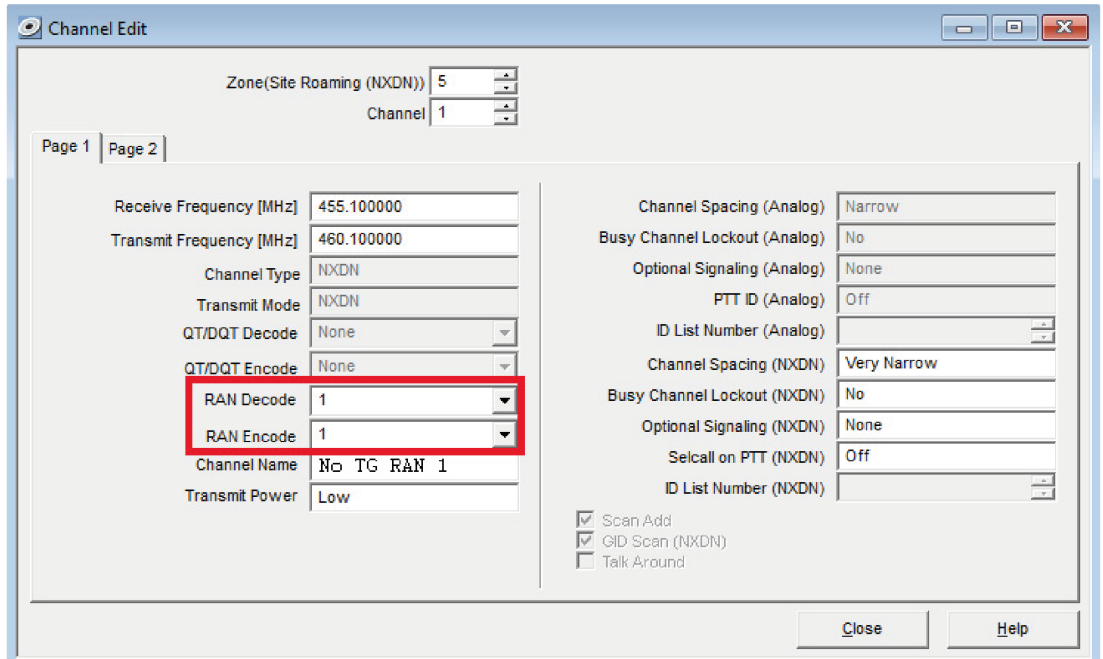 Channel Edit
Zone(Site Roaming (NXDN)) 5
Channel 1
Page 1 Page 2
Receive Frequency [MHz] 455.100000
Transmit Frequency [MHz] 460.100000
Channel Type NXDN
Transmit Mode NXDN
QT/DQT Decode None
QT/DQT Encode None
RAN Decode 1
RAN Encode 1
Channel Name No TG RAN 1
Transmit Power Low
Channel Spacing (Analog) Narrow
Busy Channel Lockout (Analog) No
Optional Signaling (Analog) None
PTT ID (Analog) Off
ID List Number (Analog)
Channel Spacing (NXDN) Very Narrow
Busy Channel Lockout (NXDN) No
Optional Signaling (NXDN) None
Selcall on PTT (NXDN) Off
ID List Number (NXDN)
Scan Add
GID Scan (NXDN)
Talk Around
Close Help